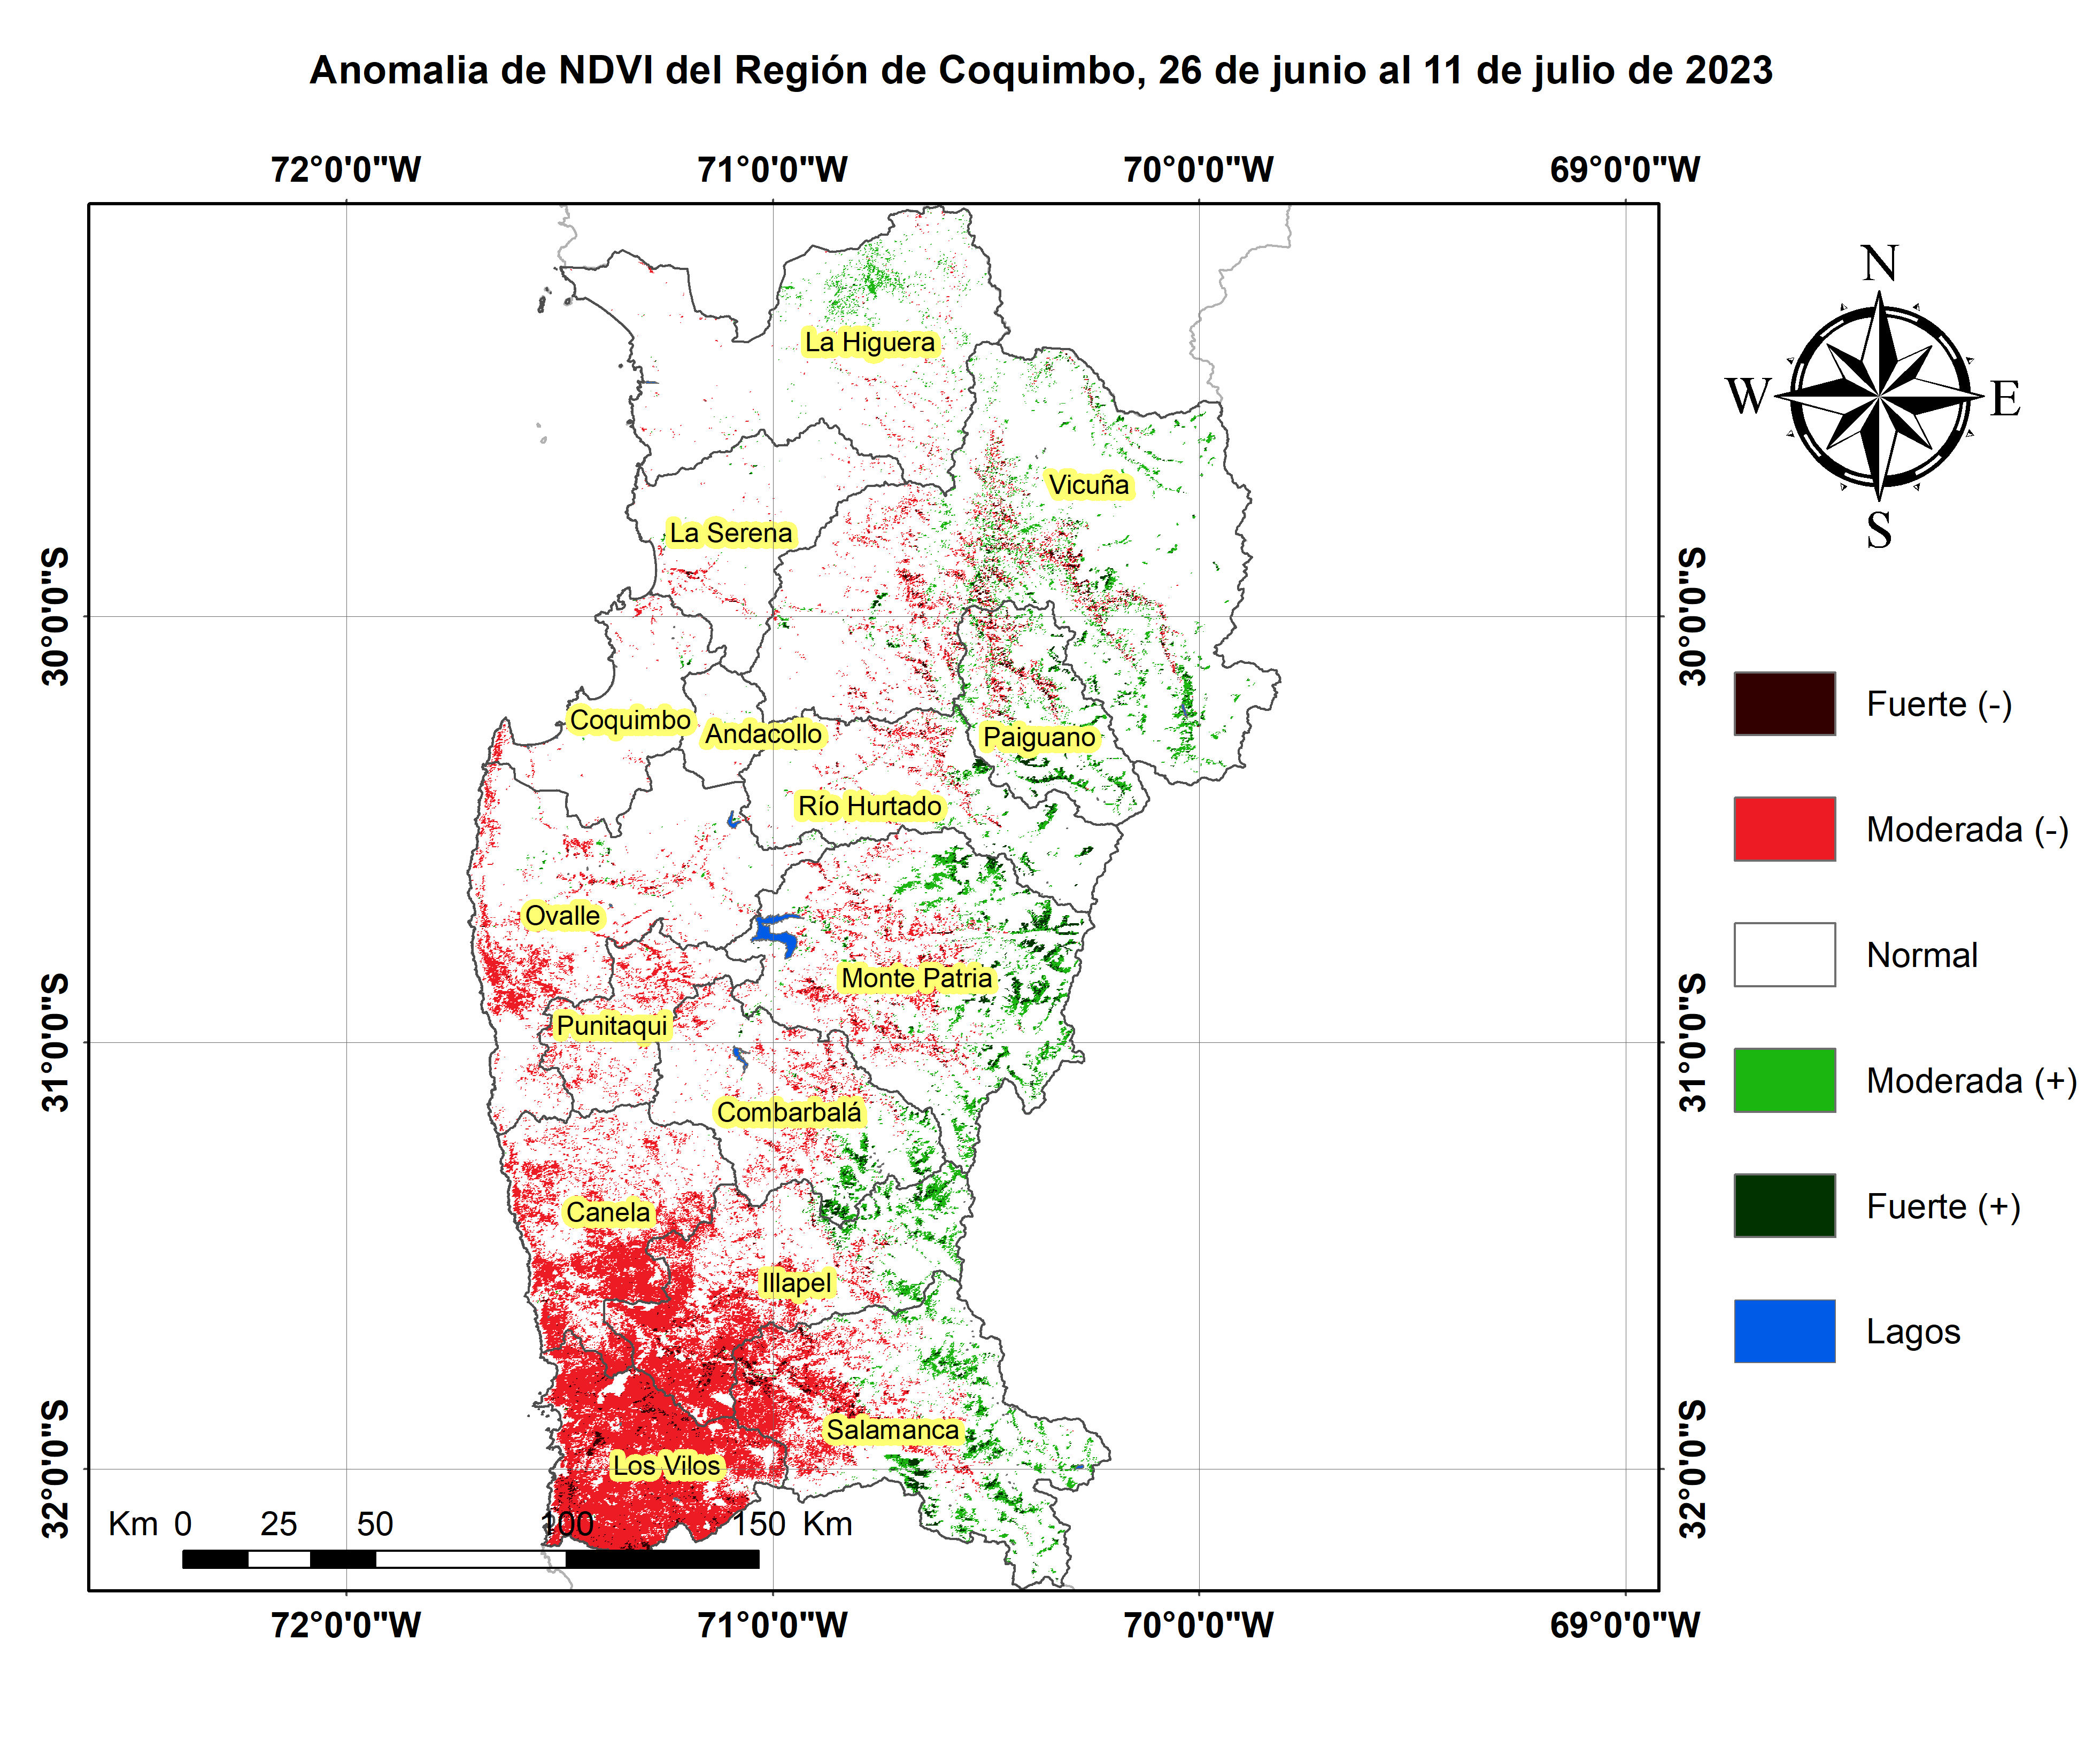 Anomalia de NDVI del Región de Coquimbo, 26 de junio al 11 de julio de 2023
72°0'0"W 71°0'0"W 70°0'0"W 69°0'0"W
N
W E
S
La Higuera
Vicuña
La Serena
30°0'0"S 30°0'0"S
Coquimbo
Andacollo
Paiguano
Río Hurtado
Ovalle
Monte Patria
Punitaqui
31°0'0"S 31°0'0"S
Combarbalá
Canela
Illapel
Salamanca
Los Vilos
32°0'0"S 32°0'0"S
Km 0 25 50 100 150 Km
72°0'0"W 71°0'0"W 70°0'0"W 69°0'0"W
Fuerte (-)
Moderada (-)
Normal
Moderada (+)
Fuerte (+)
Lagos